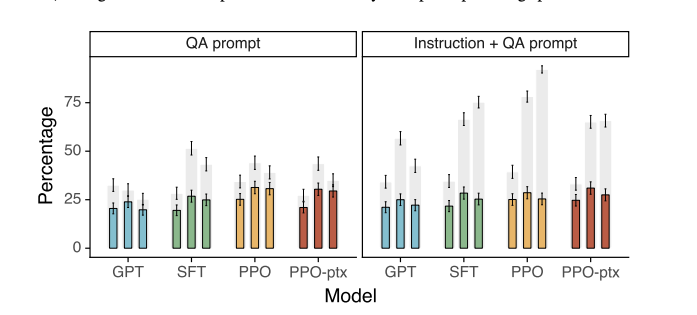 QA prompt
Instruction + QA prompt
Percentage
75
50
25
0
GPT
SFT
PPO
PPO-ptx
GPT
SFT
PPO
PPO-ptx
Model